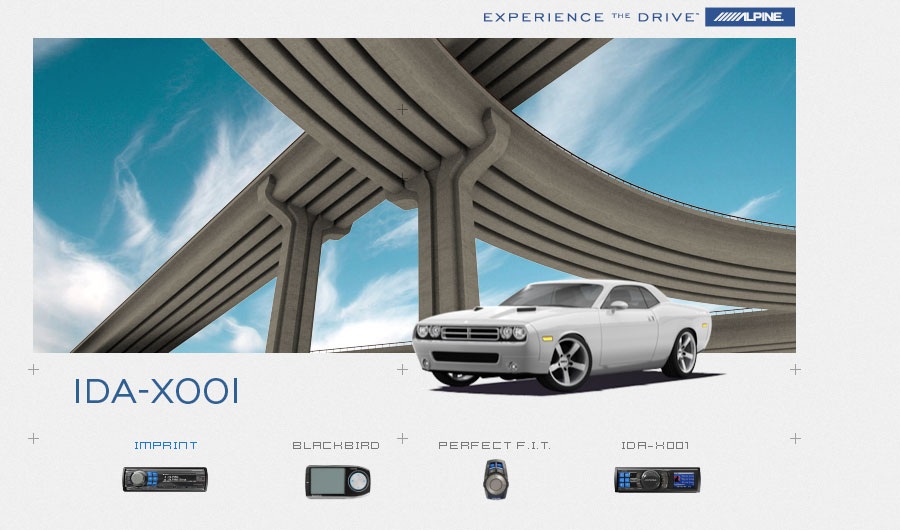 EXPERIENCE THE DRIVE™ ALPINE®
IDA-X001
IMPRINT BLACKBIRD PERFECT F.I.T. IDA-X001